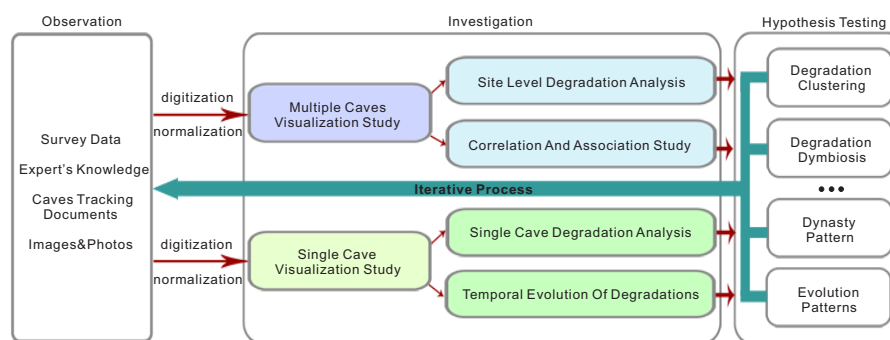 Observation
Investigation
Hypothesis Testing
Survey Data
Expert's Knowledge
Caves Tracking
Documents
Images&Photos
digitization
normalization
digitization
normalization
Multiple Caves
Visualization Study
Site Level Degradation Analysis
Correlation And Association Study
Iterative Process
Single Cave
Visualization Study
Single Cave Degradation Analysis
Temporal Evolution Of Degradations
Degradation
Clustering
Degradation
Dymbiosis
•••
Dynasty
Pattern
Evolution
Patterns